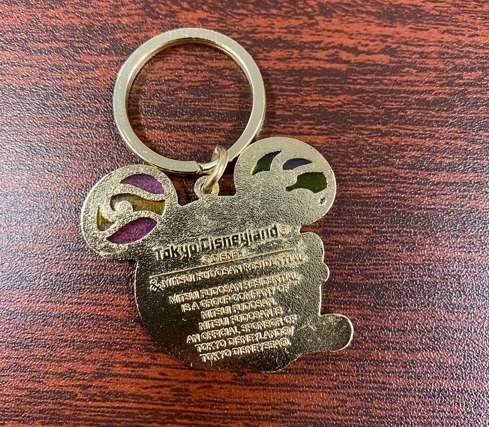 Tokyo Disneyland®
©DISNEY
MITSUI FUDOSAN RESIDENTIAL
MITSUI FUDOSAN RESIDENTIAL
IS A GROUP COMPANY OF
MITSUI FUDOSAN.
MITSUI FUDOSAN IS
AN OFFICIAL SPONSOR OF
TOKYO DISNEYLAND®/
TOKYO DISNEYSEA®.